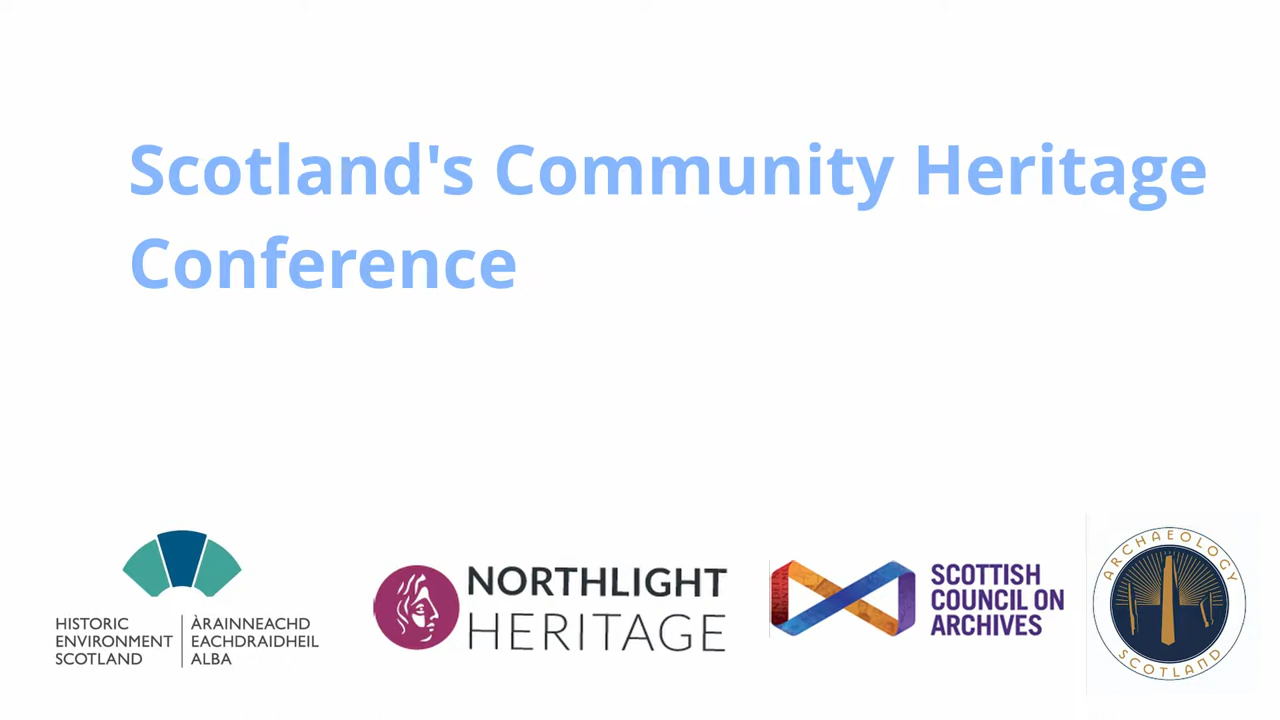 Scotland's Community Heritage
Conference
HISTORIC
ENVIRONMENT
SCOTLAND
ÀRAINNEACHD
EACHDRAIDHEIL
ALBA
NORTHLIGHT
HERITAGE
SCOTTISH
COUNCIL ON
ARCHIVES
ARCHAEOLOGY
SCOTLAND